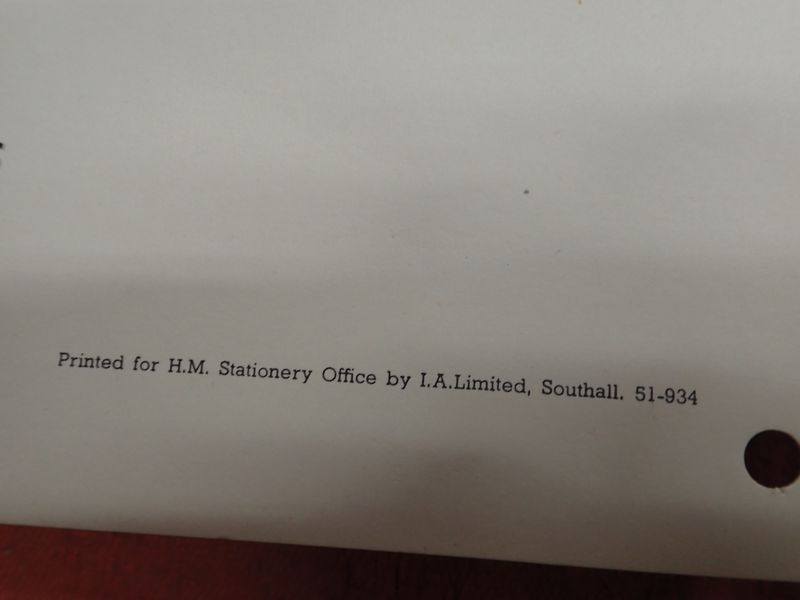 Printed for H.M. Stationery Office by I.A.Limited, Southall. 51-934